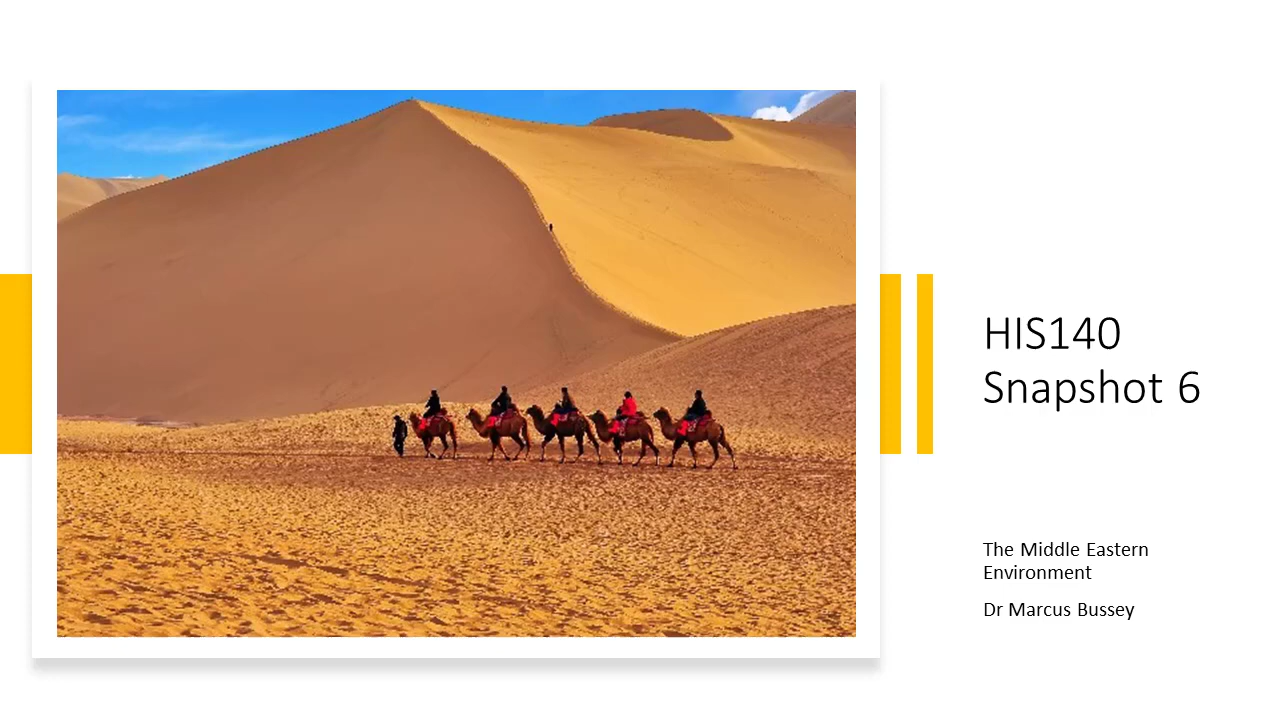 HIS140
Snapshot 6
The Middle Eastern
Environment
Dr Marcus Bussey